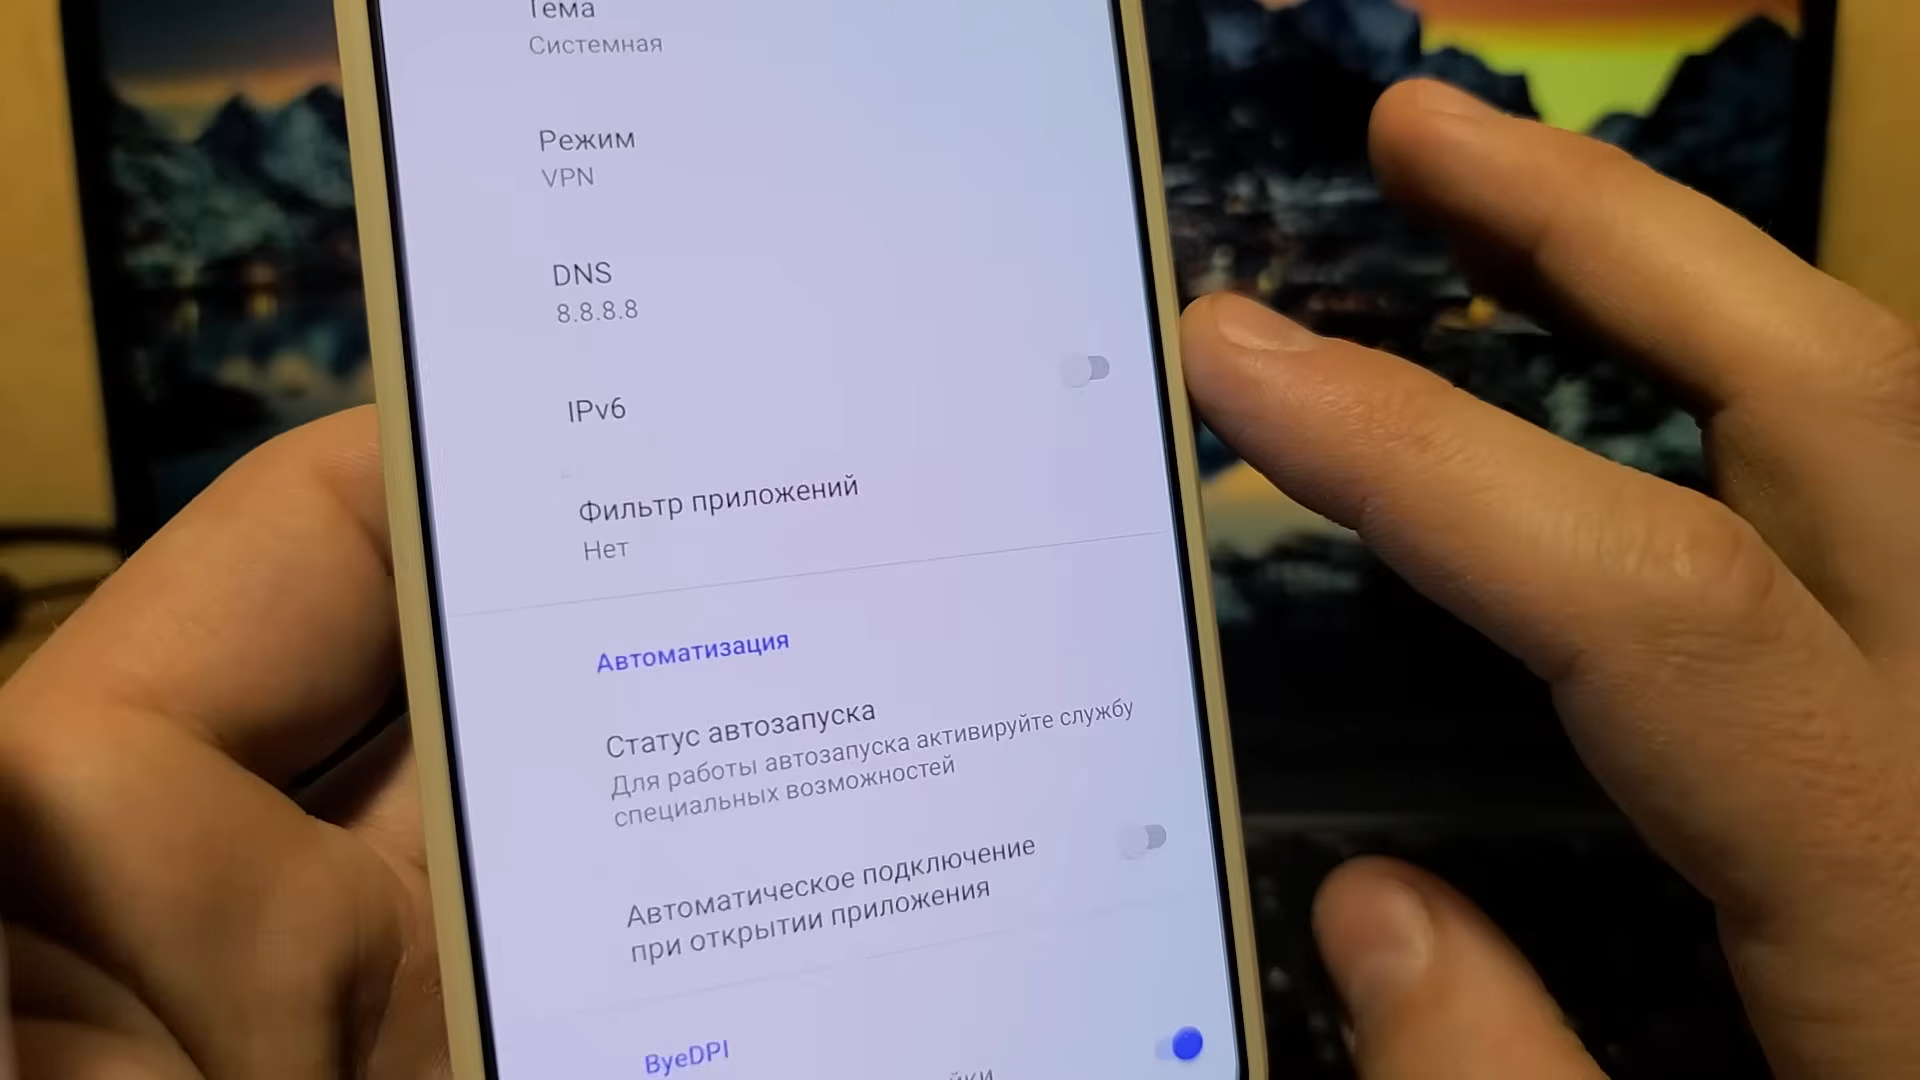 Тема
Системная
Режим
VPN
DNS
8.8.8.8
IPv6
Фильтр приложений
Нет
Автоматизация
Статус автозапуска
Для работы автозапуска активируйте службу
специальных возможностей
Автоматическое подключение
при открытии приложения
ByeDPI